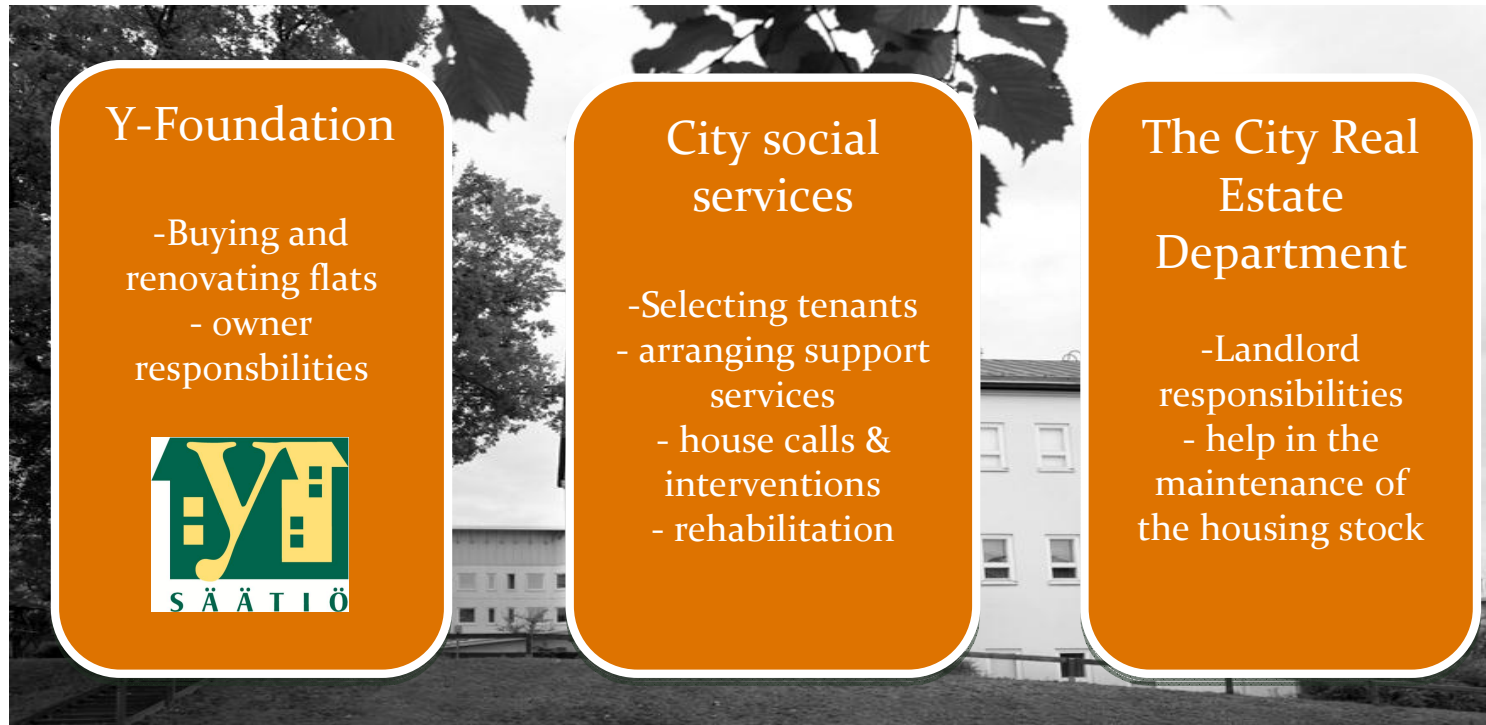 Y-Foundation
-Buying and
renovating flats
- owner
responsbilities
y
SÄÄTIÖ
City social
services
-Selecting tenants
- arranging support
services
- house calls &
interventions
- rehabilitation
The City Real
Estate
Department
-Landlord
responsibilities
- help in the
maintenance of
the housing stock